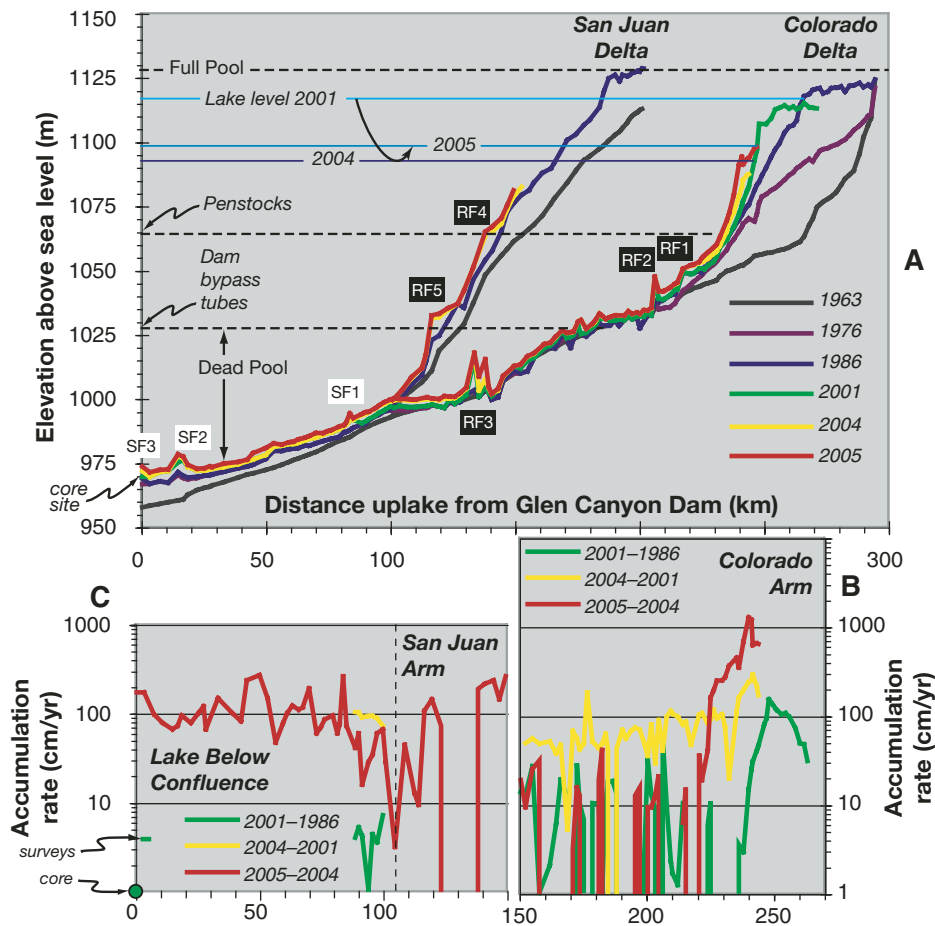 1150
1125
1100
1075
1050
1025
1000
975
950
Elevation above sea level (m)
San Juan
Delta
Colorado
Delta
Full Pool
Lake level 2001
2005
2004
Penstocks
RF4
Dam
bypass
tubes
RF5
RF2
RF1
A
1963
1976
1986
2001
2004
2005
Dead Pool
SF1
RF3
SF3
SF2
core
site
Distance uplake from Glen Canyon Dam (km)
0
50
100
300
C
1000
100
10
Accumulation
rate (cm/yr)
San Juan
Arm
Lake Below
Confluence
2001–1986
2004–2001
2005–2004
surveys
core
0
50
100
2001–1986
2004–2001
2005–2004
Colorado
Arm
B
1000
100
10
1
Accumulation
rate (cm/yr)
150
200
250